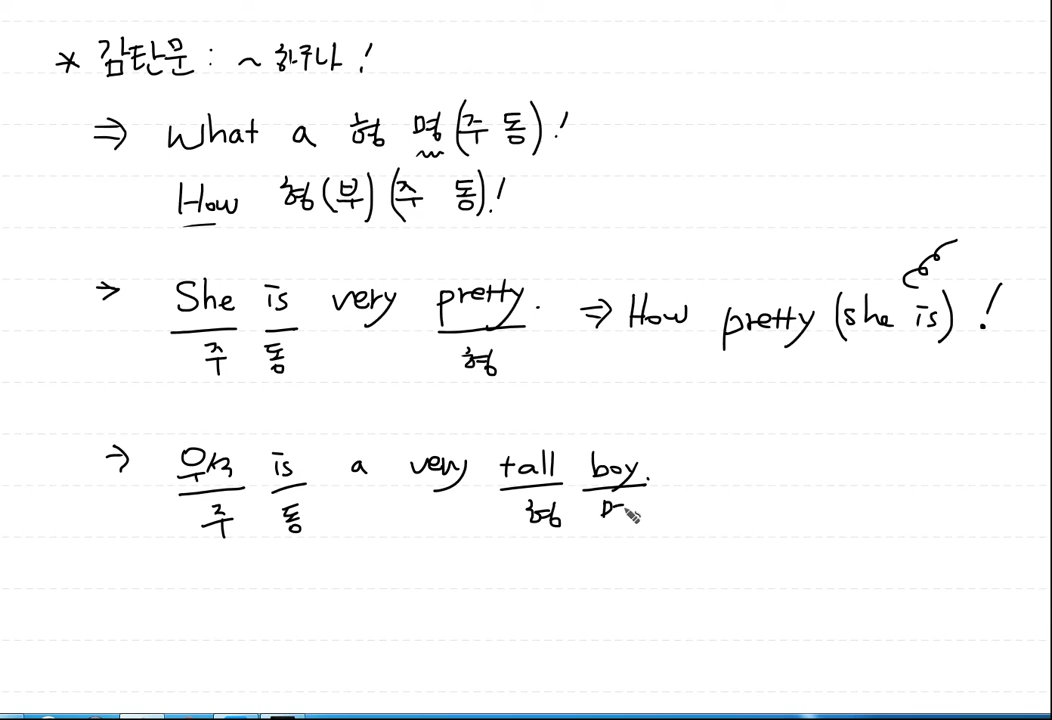 * 감탄문 : ~ 하구나 !
⇒ What a 형 명 (주 동) !
How 형(부) (주 동) !
→ She is very pretty. ⇒ How pretty (she is) !
주 동 형
→ 우석 is a very tall boy.
주 동 형